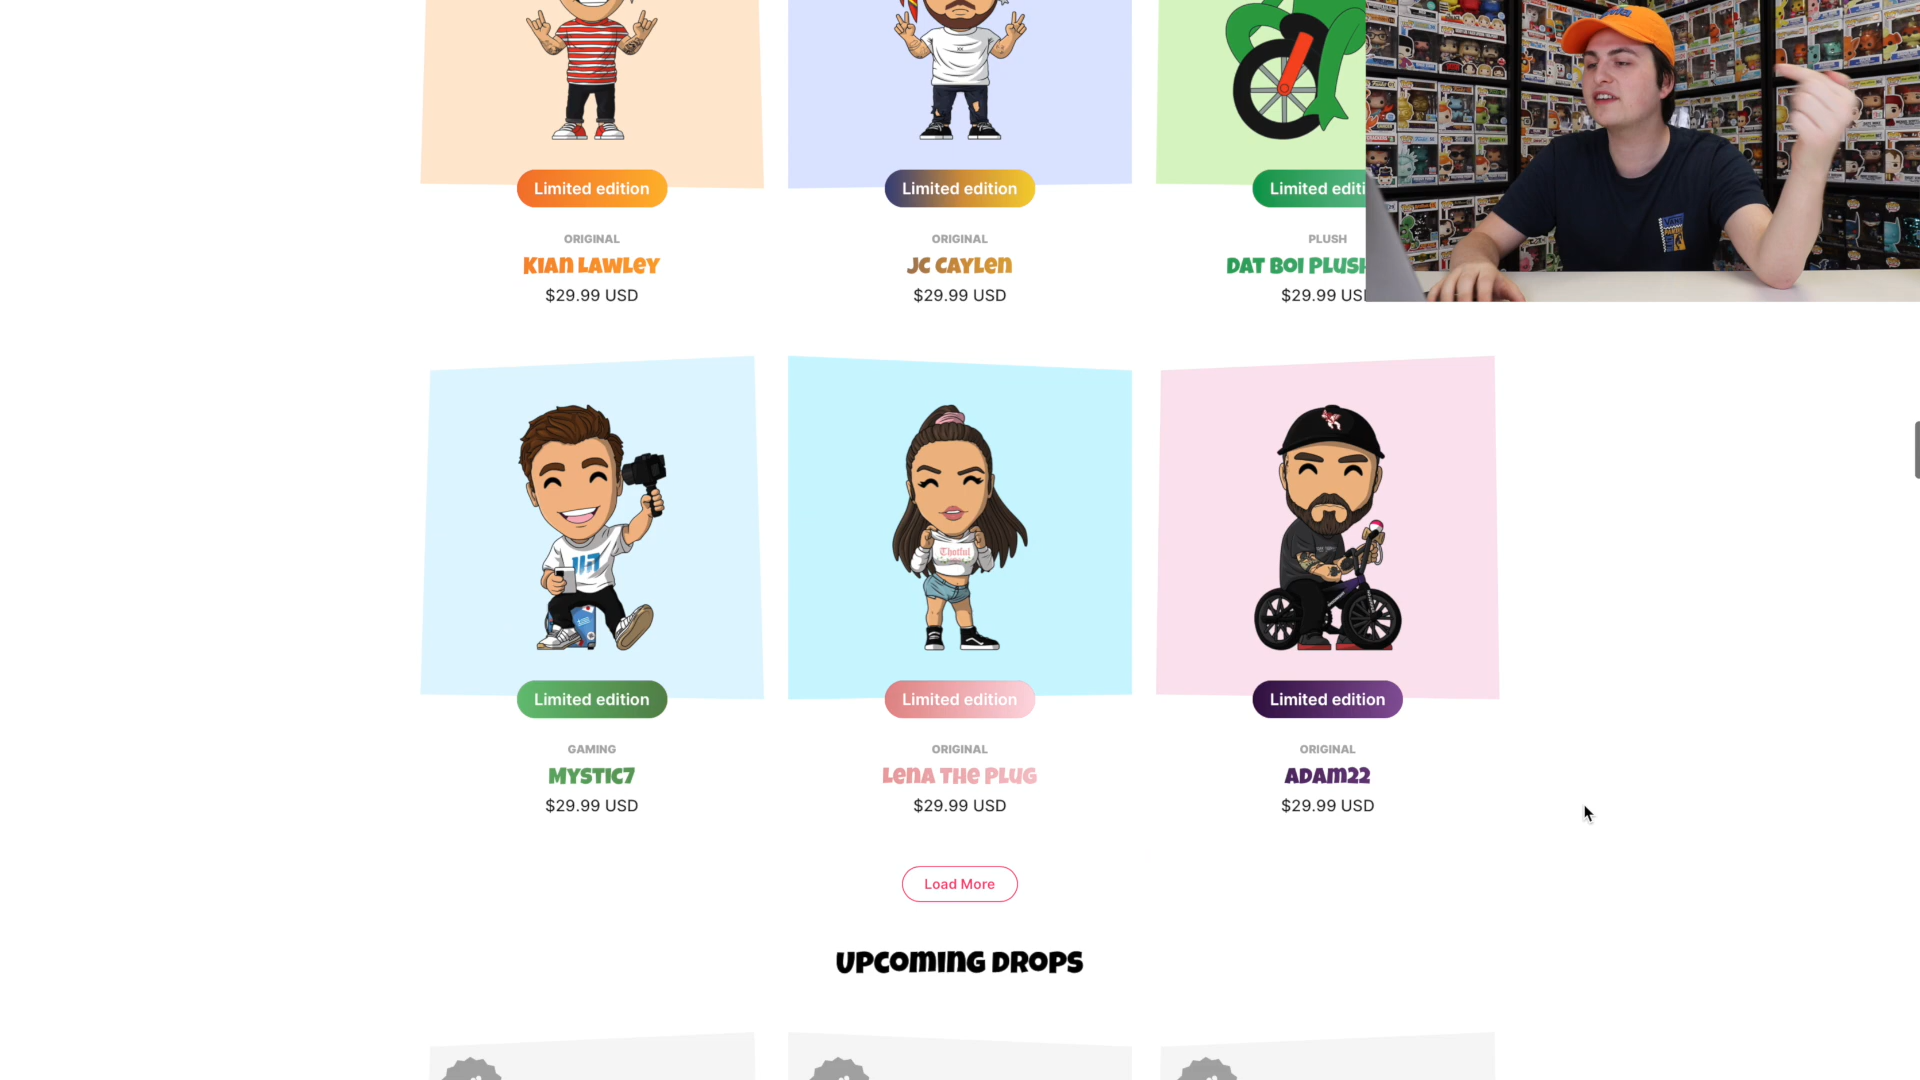 Limited edition
Limited edition
Limited editi
ORIGINAL
ORIGINAL
PLUSH
KIAN LAWLEY
JC CAYLEN
DAT BOI PLUSH
$29.99 USD
$29.99 USD
$29.99 USD
Thotful
Limited edition
Limited edition
Limited edition
GAMING
ORIGINAL
ORIGINAL
MYSTIC7
LENA THE PLUG
ADAM22
$29.99 USD
$29.99 USD
$29.99 USD
Load More
UPCOMING DROPS